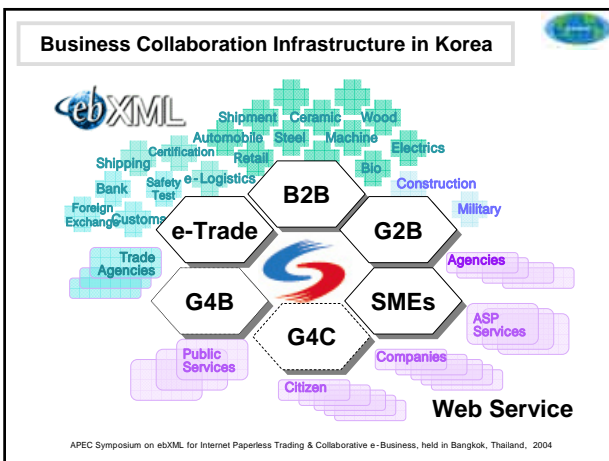 Business Collaboration Infrastructure in Korea
ebXML
Shipment
Ceramic
Wood
Automobile
Steel
Machine
Certification
Retail
Electrics
Shipping
Safety
Test
e-Logistics
Bio
Bank
Construction
Foreign
Exchange
Customs
Military
B2B
e-Trade
G2B
Trade
Agencies
Agencies
G4B
SMEs
G4C
ASP
Services
Public
Services
Companies
Citizen
Web Service
APEC Symposium on ebXML for Internet Paperless Trading & Collaborative e-Business, held in Bangkok, Thailand, 2004